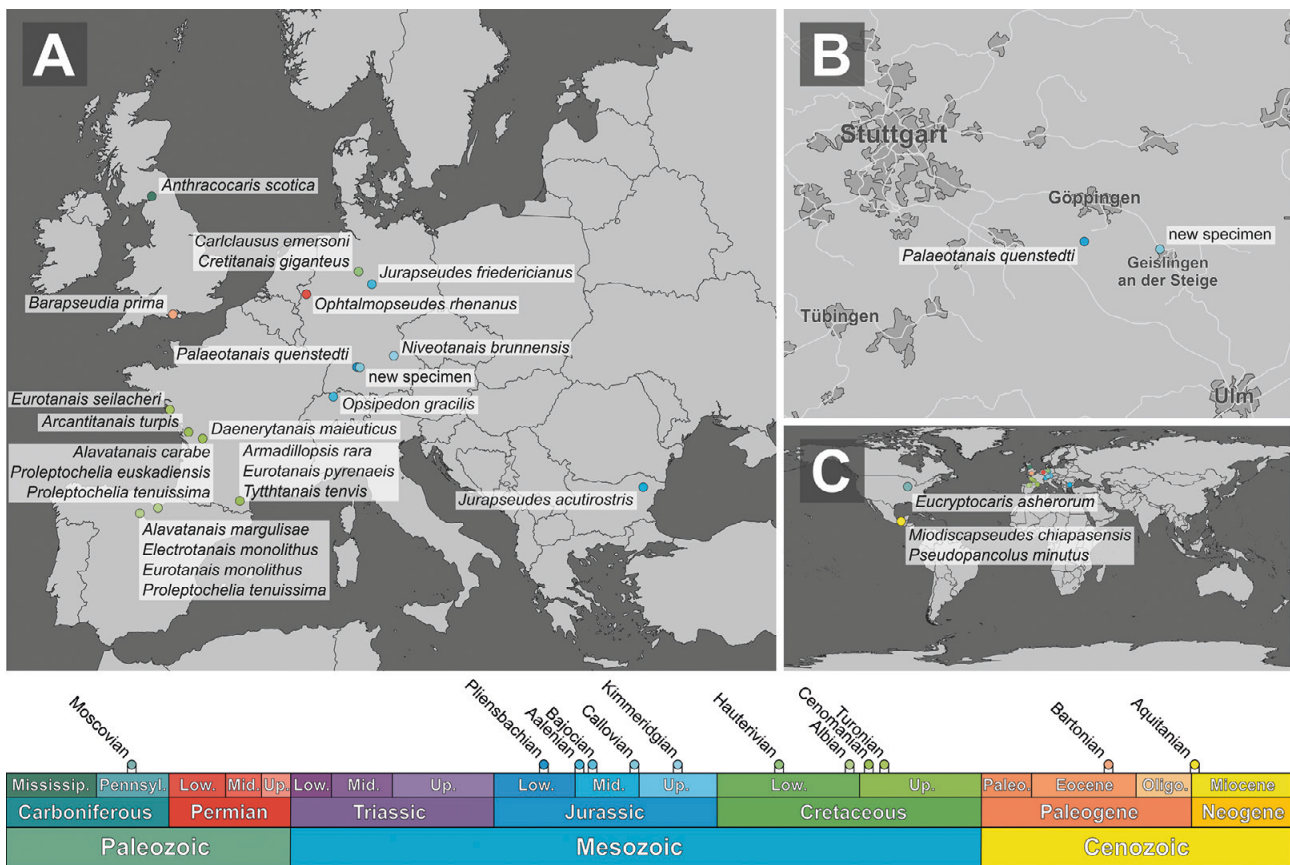 A
Anthracocaris scotica
Carlclausus emersoni
Cretitanais giganteus
Jurapseudes friedericianus
Barapseudia prima
Ophtalmopseudes rhenanus
Palaeotanais quenstedti
Niveotanais brunnensis
new specimen
Eurotanais seilacheri
Opsipedon gracilis
Arcantitanais turpis
Daenerytanais maieuticus
Alavatanais carabe
Proleptochelia euskadiensis
Proleptochelia tenuissima
Armadillopsis rara
Eurotanais pyrenaeis
Tytthtanais tenvis
Jurapseudes acutirostris
Alavatanais margulisae
Electrotanais monolithus
Eurotanais monolithus
Proleptochelia tenuissima
B
Stuttgart
Göppingen
new specimen
Palaeotanais quenstedti
Geislingen
an der Steige
Tübingen
Ulm
C
Eucryptocaris asherorum
Miodiscapseudes chiapasensis
Pseudopancolus minutus
Moscovian
Pliensbachian
Aalenian
Bajocian
Callovian
Kimmeridgian
Hauterivian
Albian
Cenomanian
Turonian
Bartonian
Aquitanian
Mississip. Pennsyl. Low. Mid. Up. Low. Mid. Up. Low. Mid. Up. Low. Up. Paleo. Eocene Oligo. Miocene
Carboniferous Permian Triassic Jurassic Cretaceous Paleogene Neogene
Paleozoic Mesozoic Cenozoic